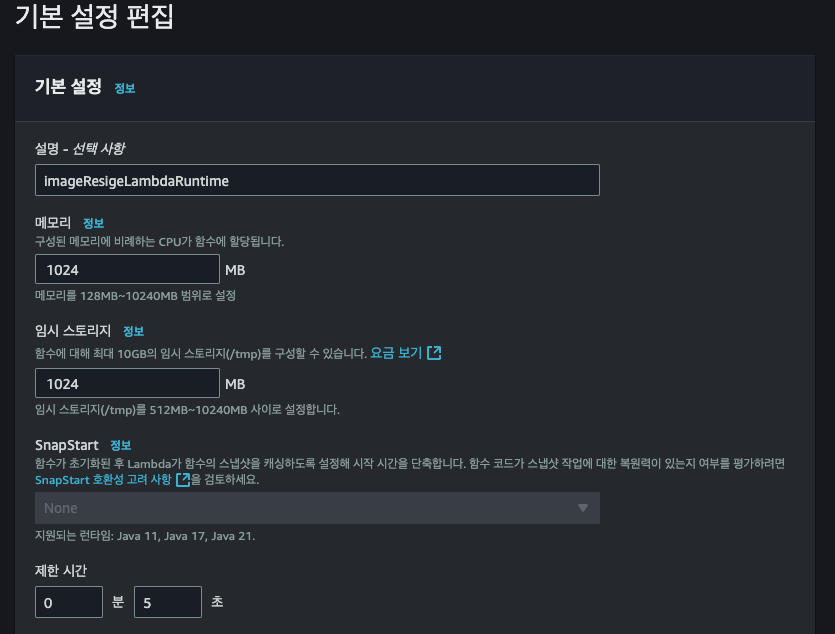 기본 설정 편집
기본 설정 정보
설명 - 선택 사항
imageResigeLambdaRuntime
메모리 정보
구성된 메모리에 비례하는 CPU가 함수에 할당됩니다.
1024 MB
메모리를 128MB~10240MB 범위로 설정
임시 스토리지 정보
함수에 대해 최대 10GB의 임시 스토리지(/tmp)를 구성할 수 있습니다. 요금 보기
1024 MB
임시 스토리지(/tmp)를 512MB~10240MB 사이로 설정합니다.
SnapStart 정보
함수가 초기화된 후 Lambda가 함수의 스냅샷을 캐싱하도록 설정해 시작 시간을 단축합니다. 함수 코드가 스냅샷 작업에 대한 복원력이 있는지 여부를 평가하려면
SnapStart 호환성 고려 사항을 검토하세요.
None
지원되는 런타임: Java 11, Java 17, Java 21.
제한 시간
0 분 5 초